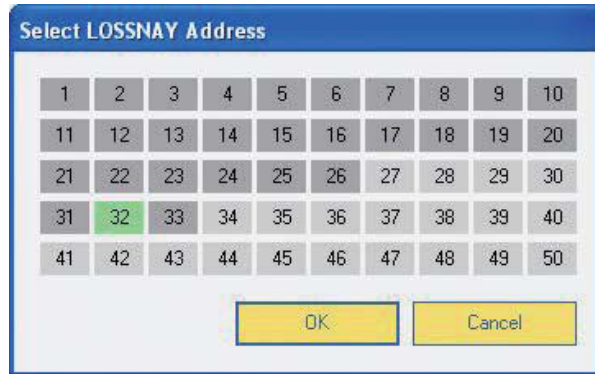 Select LOSSNAY Address
1 2 3 4 5 6 7 8 9 10
11 12 13 14 15 16 17 18 19 20
21 22 23 24 25 26 27 28 29 30
31 32 33 34 35 36 37 38 39 40
41 42 43 44 45 46 47 48 49 50
OK Cancel